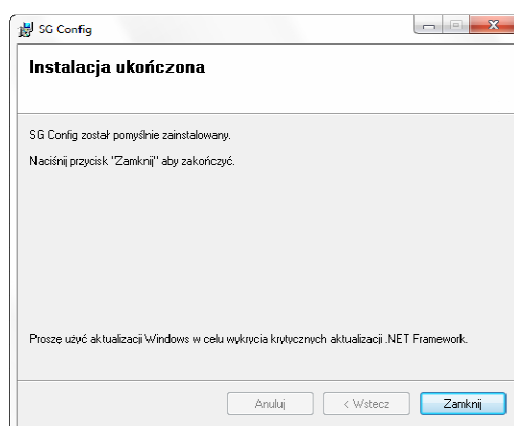 SG Config
Instalacja ukończona
SG Config został pomyślnie zainstalowany.
Naciśnij przycisk "Zamknij" aby zakończyć.
Proszę użyć aktualizacji Windows w celu wykrycia krytycznych aktualizacji .NET Framework.
Anuluj < Wstecz Zamknij